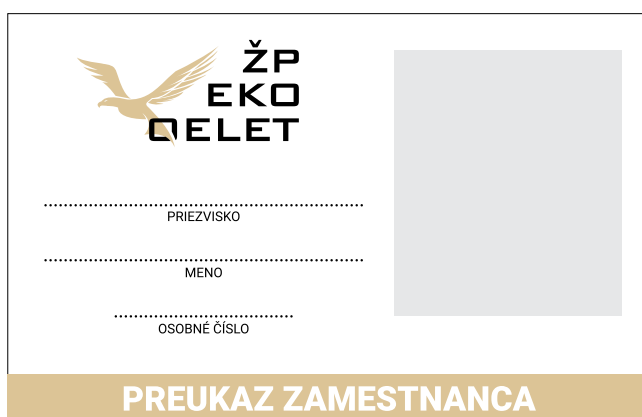 ŽP
EKO
QELET
PRIEZVISKO
MENO
OSOBNÉ ČÍSLO
PREUKAZ ZAMESTNANCA